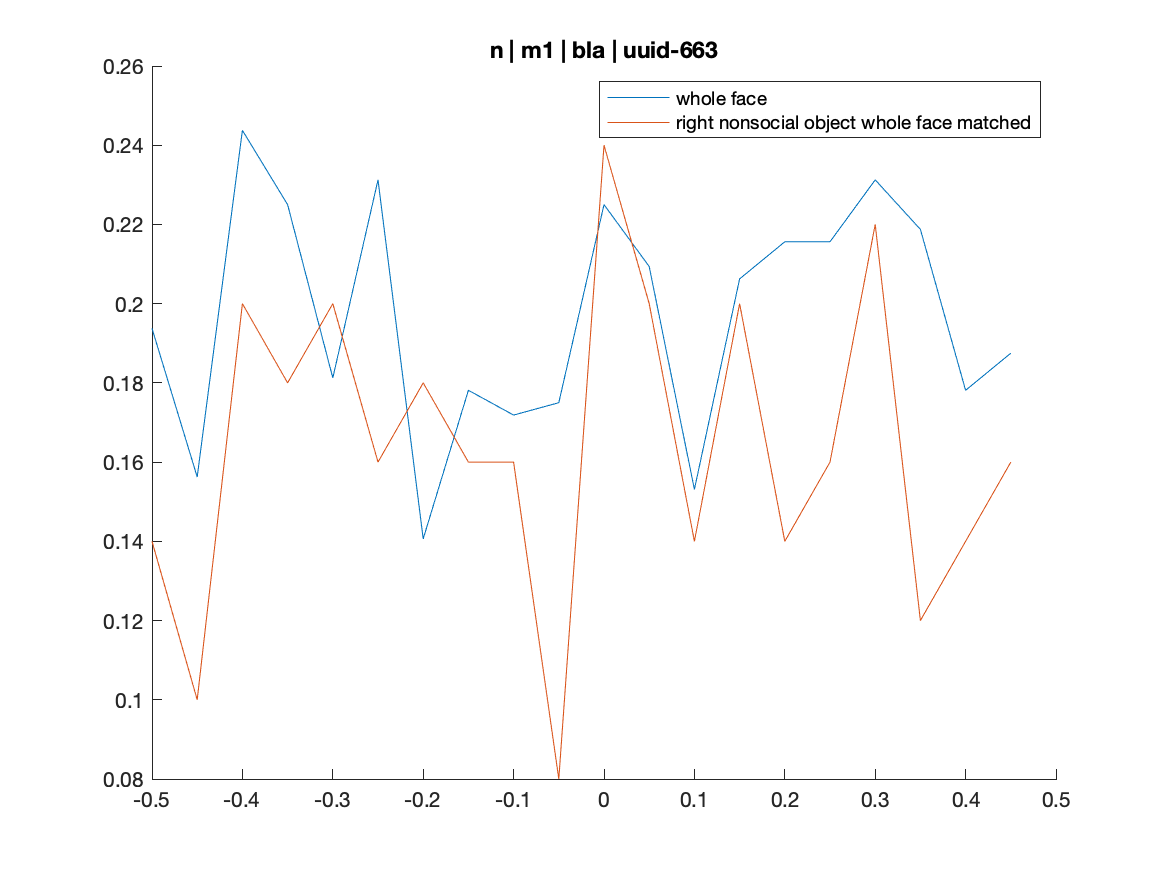 n | m1 | bla | uuid-663
whole face
right nonsocial object whole face matched
0.26
0.24
0.22
0.2
0.18
0.16
0.14
0.12
0.1
0.08
-0.5 -0.4 -0.3 -0.2 -0.1 0 0.1 0.2 0.3 0.4 0.5